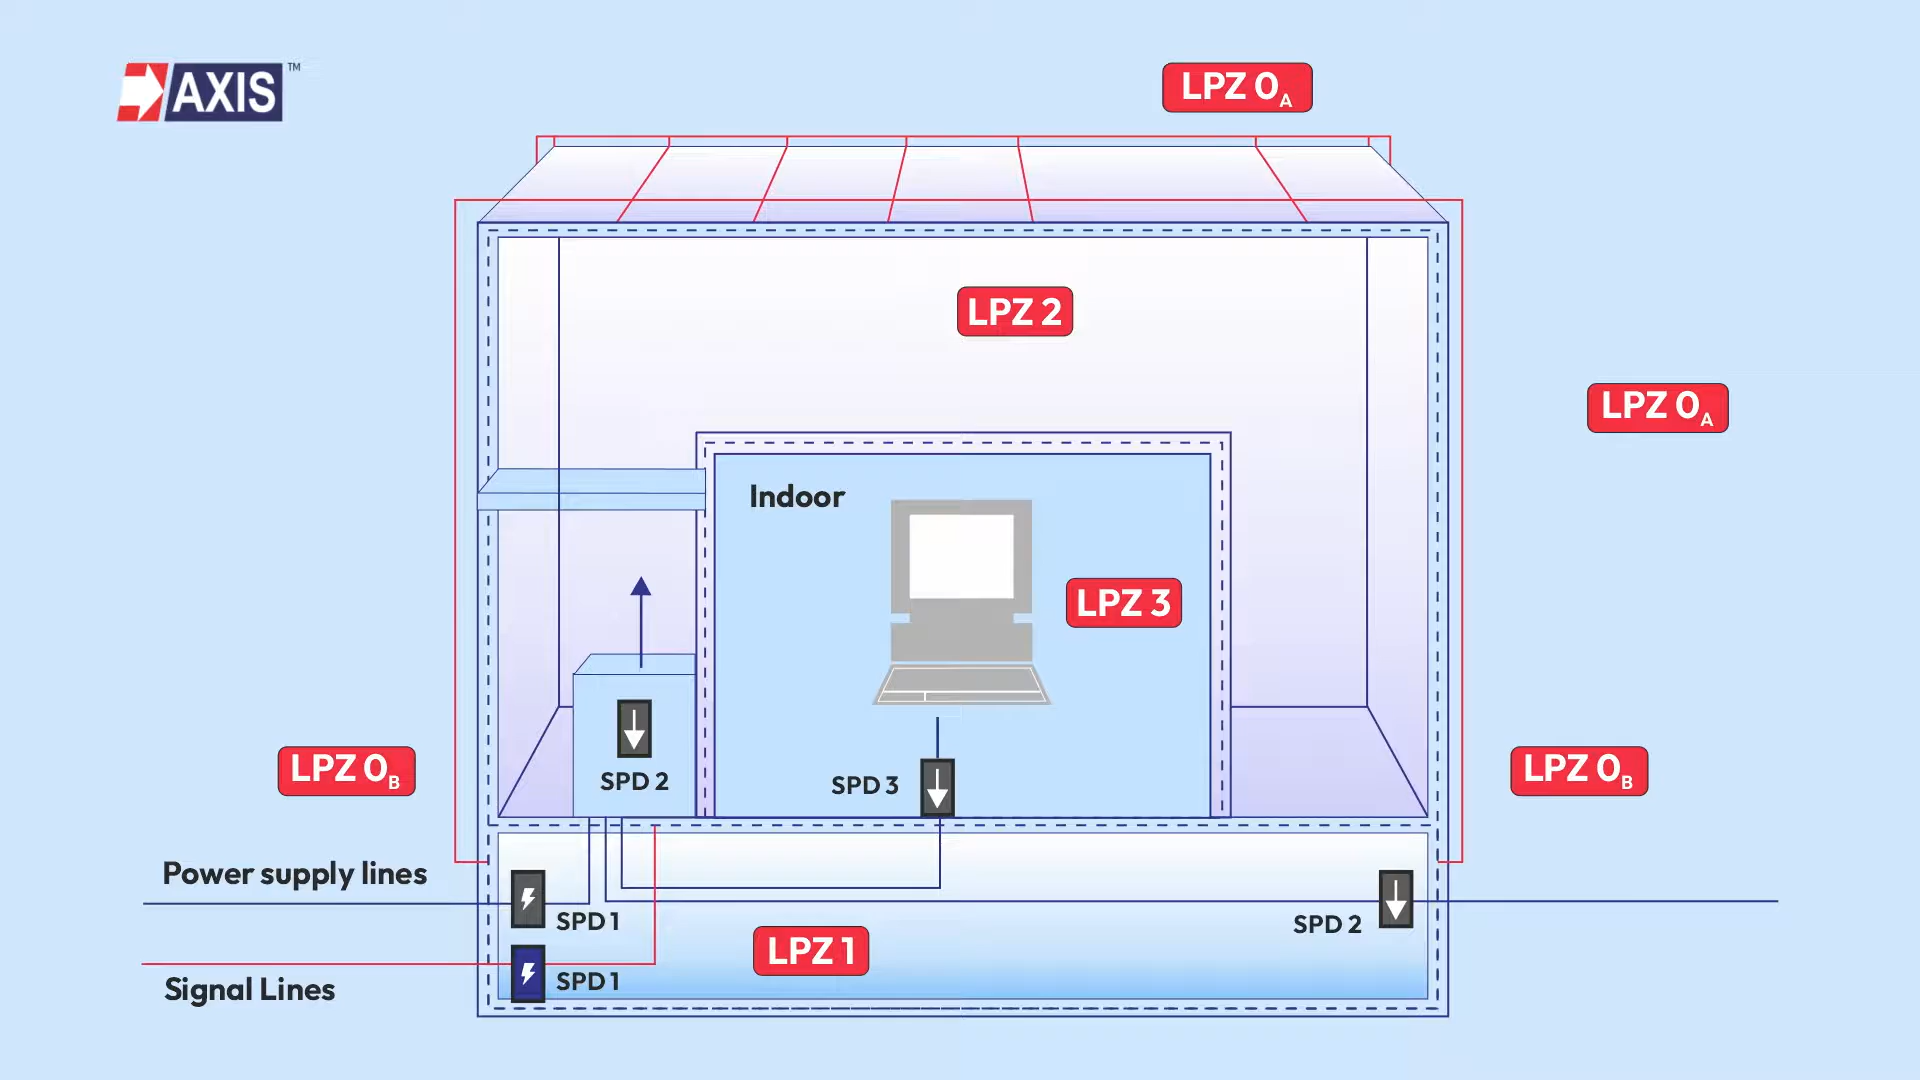 AXIS™
LPZ 0A
LPZ 2
LPZ 0A
Indoor
LPZ 3
LPZ 0B
SPD 2
SPD 3
LPZ 0B
Power supply lines
SPD 1
SPD 2
LPZ 1
Signal Lines
SPD 1